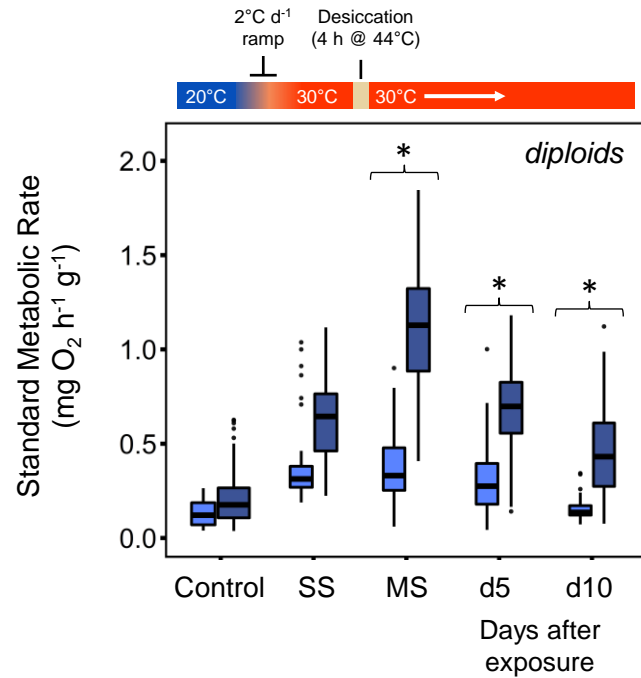 2°C d⁻¹
ramp
Desiccation
(4 h @ 44°C)
20°C 30°C 30°C
diploids
Standard Metabolic Rate
(mg O₂ h⁻¹ g⁻¹)
2.0
1.5
1.0
0.5
0.0
*
*
*
Control SS MS d5 d10
Days after
exposure